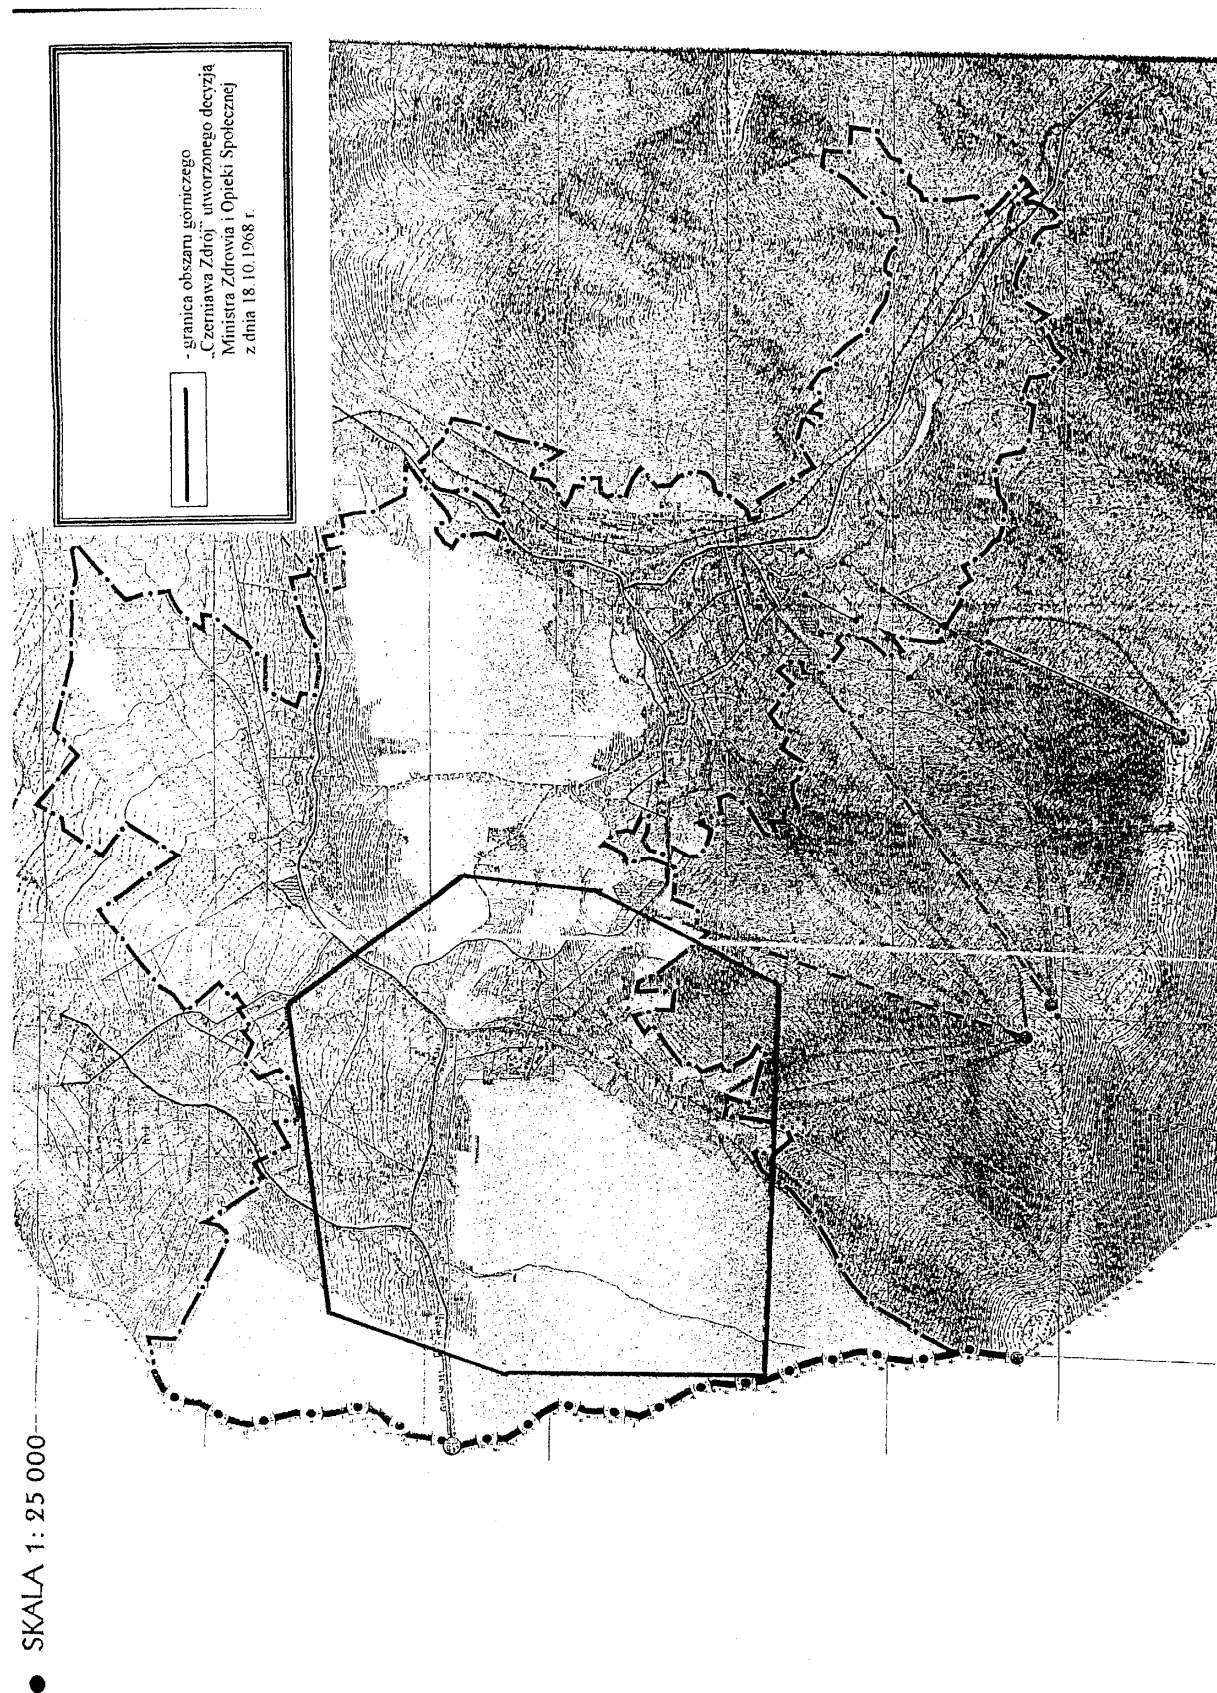 - granica obszaru górniczego
„Czerniawa Zdrój” utworzonego decyzją
Ministra Zdrowia i Opieki Społecznej
z dnia 18.10.1968 r.
● SKALA 1: 25 000